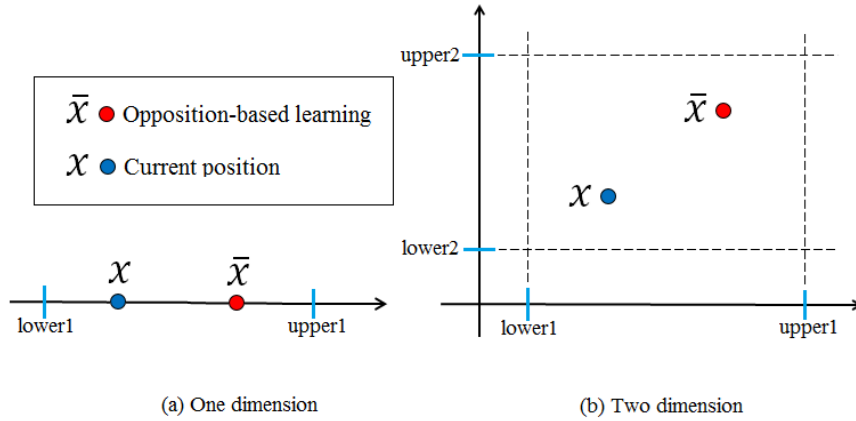 x̄ Opposition-based learning
x Current position
x x̄
lower1 upper1
(a) One dimension
upper2
x̄
x
lower2
lower1 upper1
(b) Two dimension